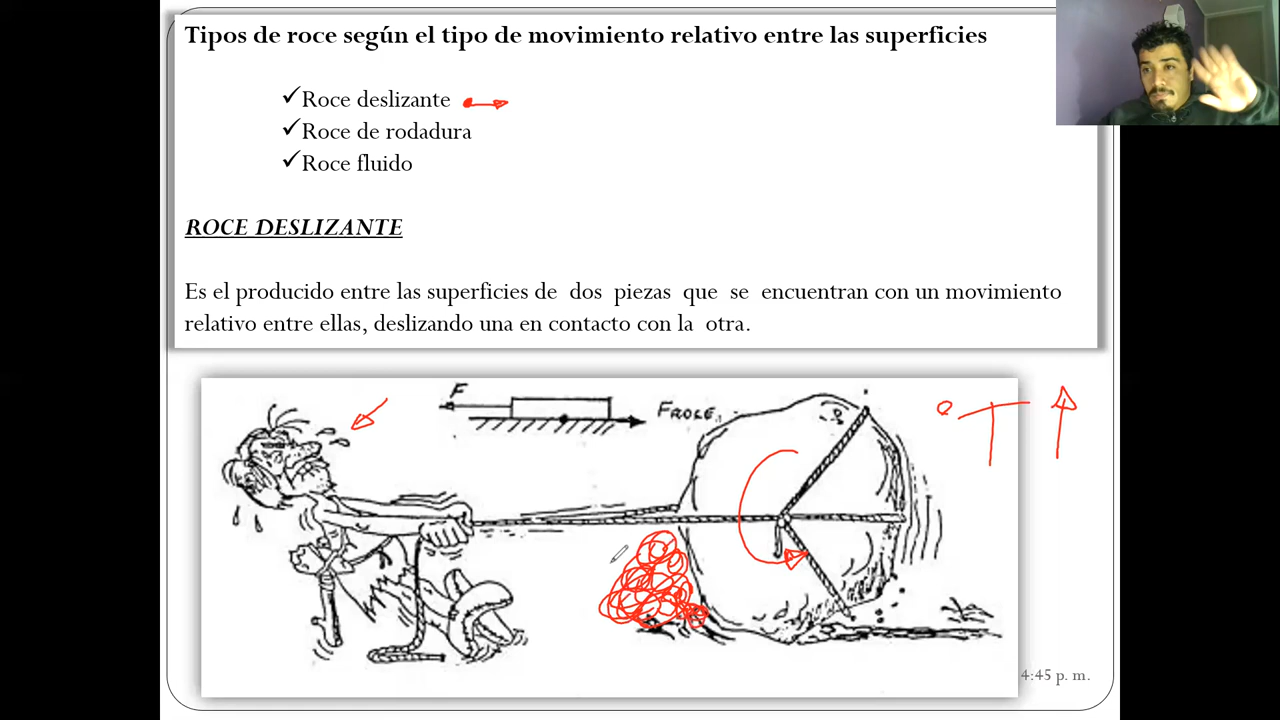 Tipos de roce según el tipo de movimiento relativo entre las superficies
✓Roce deslizante
✓Roce de rodadura
✓Roce fluido
ROCE DESLIZANTE
Es el producido entre las superficies de dos piezas que se encuentran con un movimiento
relativo entre ellas, deslizando una en contacto con la otra.
F
FROCE.
4:45 p. m.